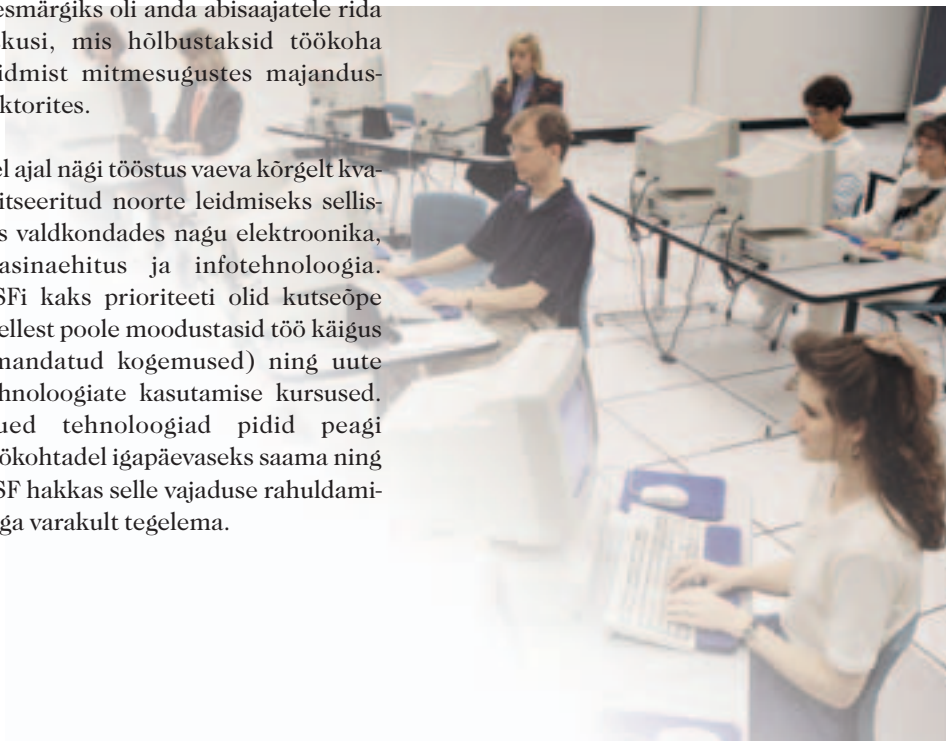 esmärgiks oli anda abisaajatele rida
kusi, mis hõlbustaksid töökoha
idmist mitmesugustes majandus-
ktorites.
el ajal nägi tööstus vaeva kõrgelt kva-
itseeritud noorte leidmiseks sellis-
s valdkondades nagu elektroonika,
asinaehitus ja infotehnoloogia.
SFi kaks prioriteeti olid kutseõpe
ellest poole moodustasid töö käigus
mandatud kogemused) ning uute
hnoloogiate kasutamise kursused.
ued tehnoloogiad pidid peagi
öökohtadel igapäevaseks saama ning
SF hakkas selle vajaduse rahuldami-
ga varakult tegelema.